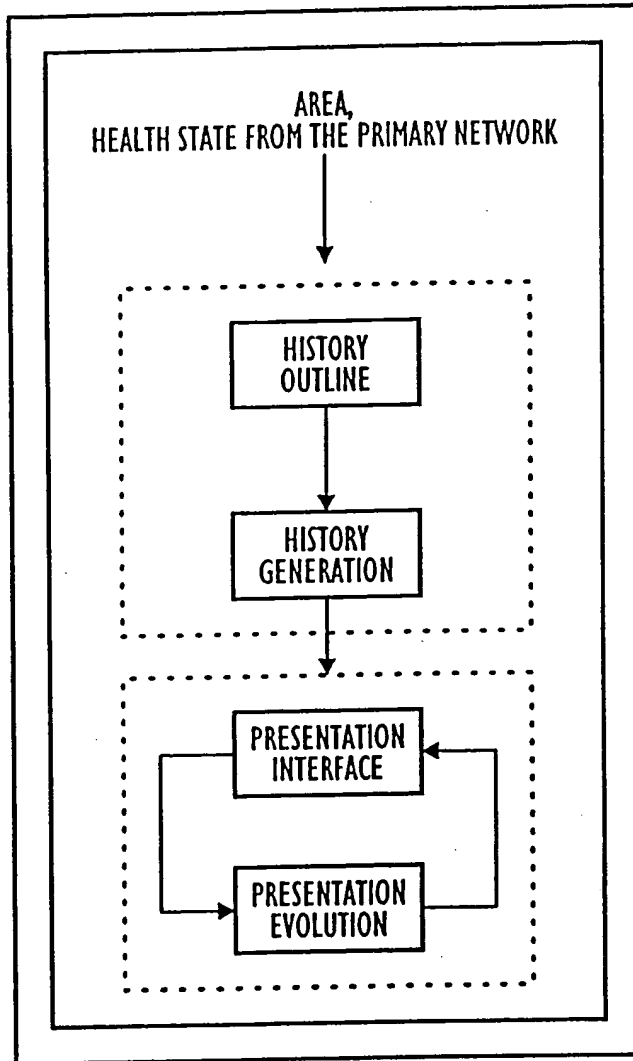 AREA,
HEALTH STATE FROM THE PRIMARY NETWORK
HISTORY
OUTLINE
HISTORY
GENERATION
PRESENTATION
INTERFACE
PRESENTATION
EVOLUTION